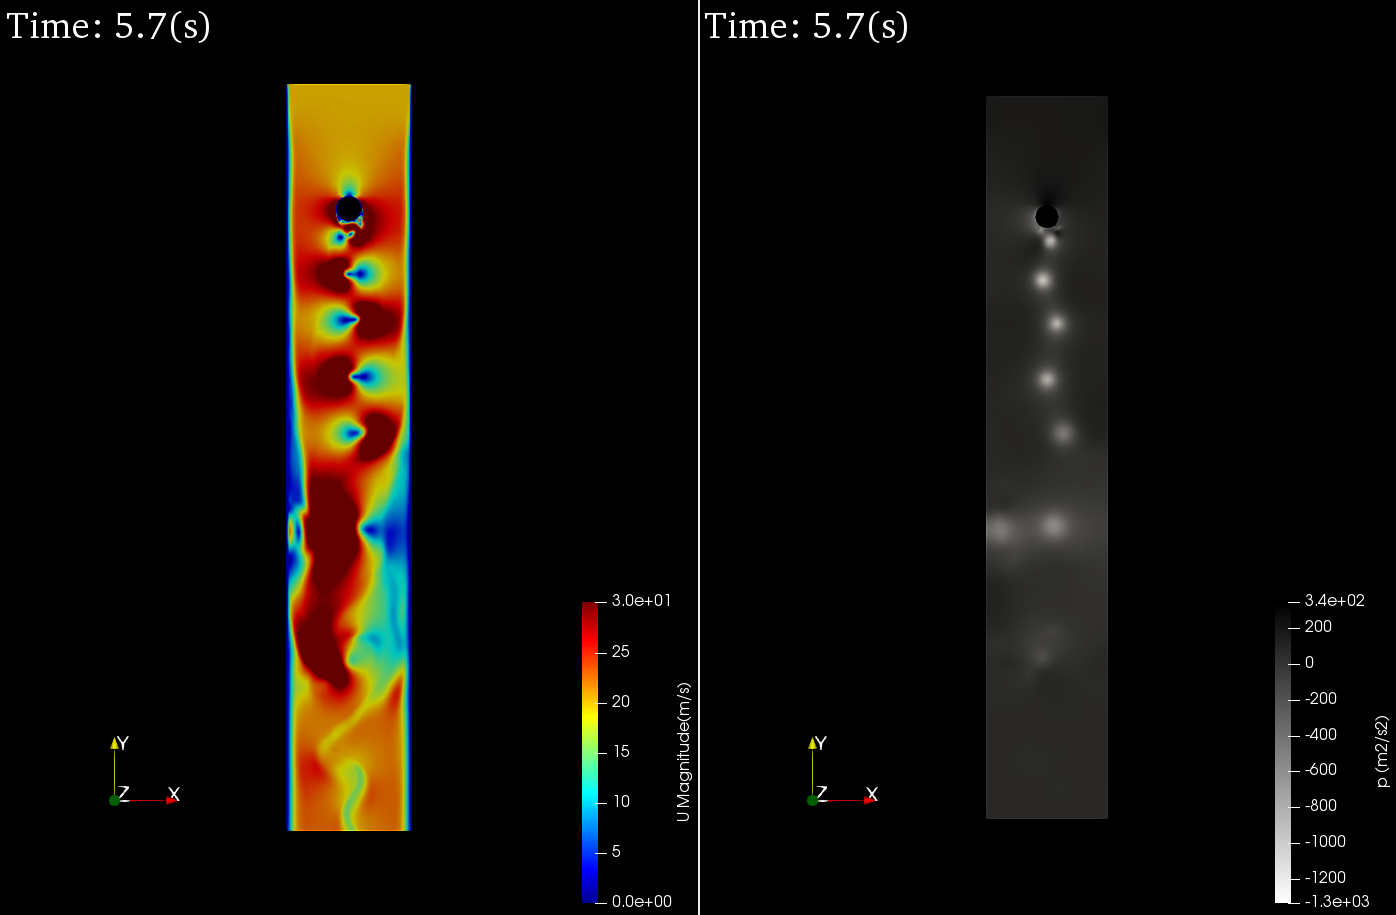 Time: 5.7(s)
3.0e+01
25
20
15
10
5
0.0e+00
U Magnitude(m/s)
Y
Z
X
Time: 5.7(s)
3.4e+02
200
0
-200
-400
-600
-800
-1000
-1200
-1.3e+03
p (m2/s2)
Y
Z
X